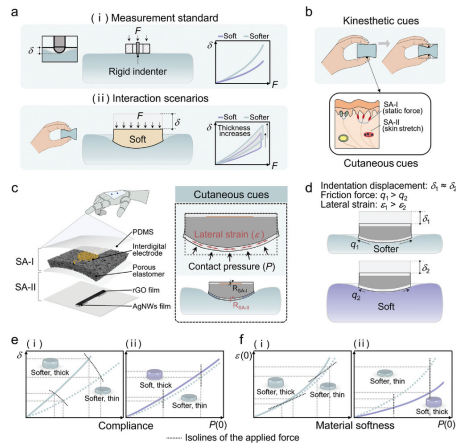 a
(i) Measurement standard
δ
F
Rigid indenter
δ
Soft
Softer
F
(ii) Interaction scenarios
F
δ
Soft
δ
Soft
Softer
Thickness
increases
F
b
Kinesthetic cues
SA-I
(static force)
SA-II
(skin stretch)
Cutaneous cues
c
PDMS
Interdigital
electrode
SA-I
Porous
elastomer
SA-II
rGO film
AgNWs film
Cutaneous cues
Lateral strain (ε)
Contact pressure (P)
R_SA-I
R_SA-II
d
Indentation displacement: δ₁ ≈ δ₂
Friction force: q₁ > q₂
Lateral strain: ε₁ > ε₂
δ₁
q₁
Softer
δ₂
q₂
Soft
e
(i)
δ
Softer, thick
Softer, thin
(ii)
Soft, thick
Softer, thin
P(0)
Compliance
f
(i)
ε(0)
Softer, thick
Softer, thin
(ii)
Softer, thin
Soft, thick
P(0)
Material softness
Isolines of the applied force